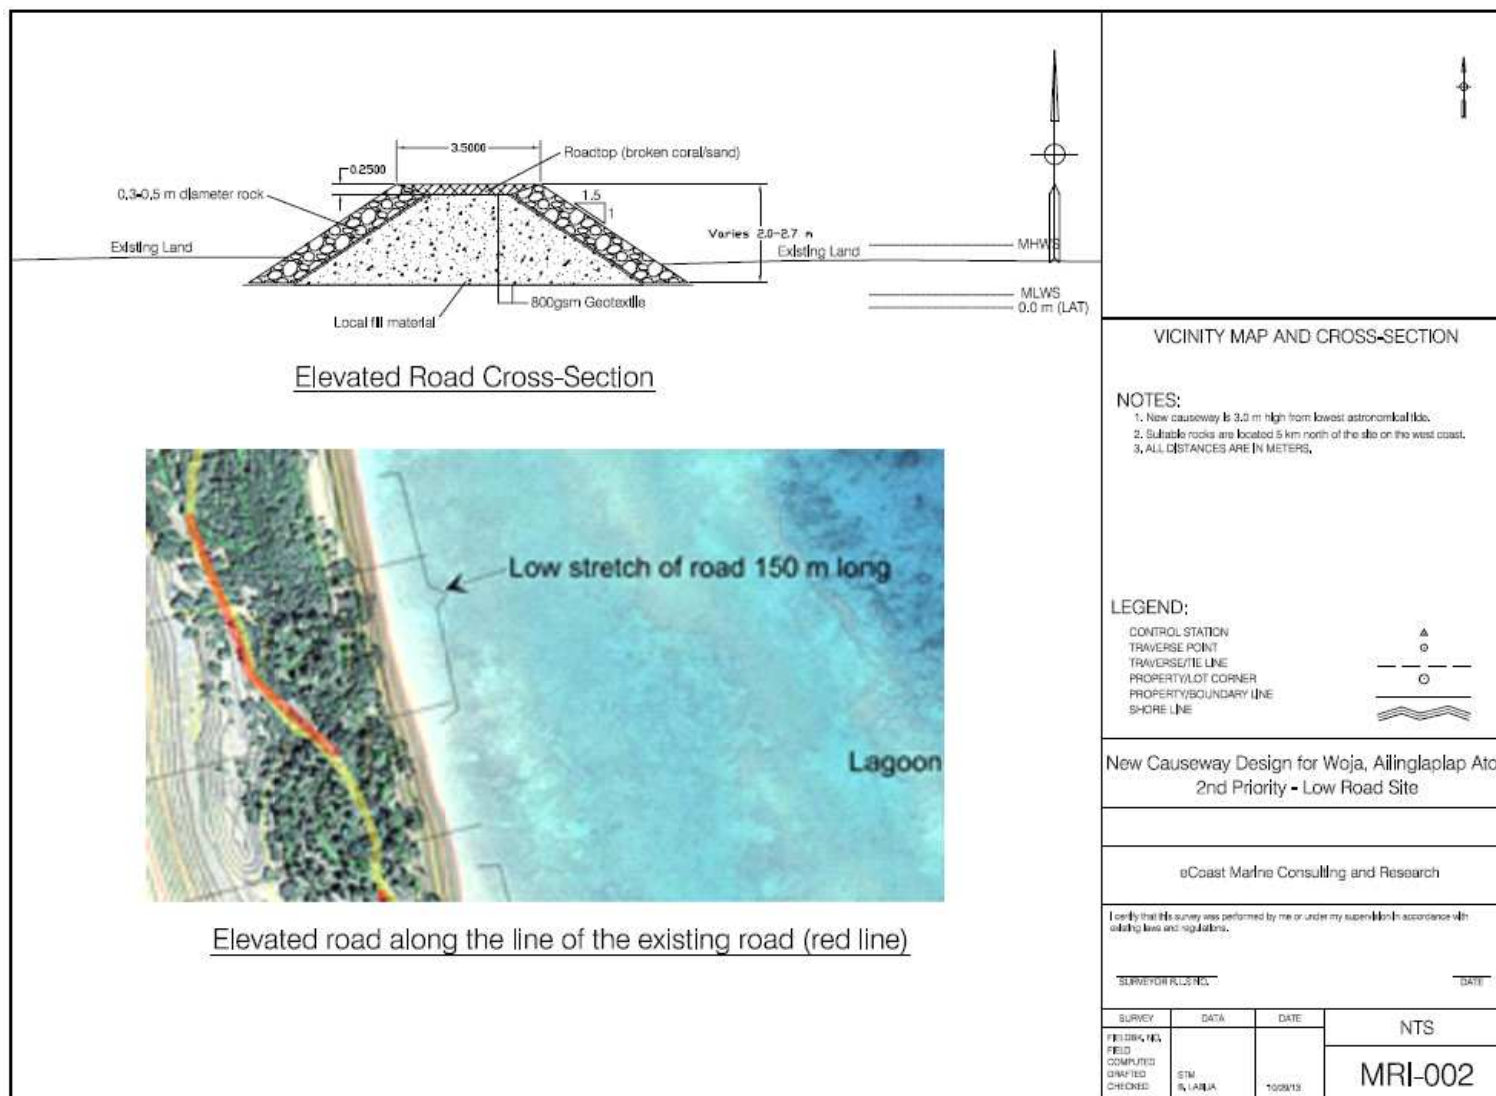 3.5000
Roadtop (broken coral/sand)
0.2500
0.3-0.5 m diameter rock
1.5
1
Varies 2.0-2.7 m
Existing Land
Existing Land
MHWS
MLWS
0.0 m (LAT)
800gsm Geotextile
Local fill material
Elevated Road Cross-Section
Low stretch of road 150 m long
Lagoon
Elevated road along the line of the existing road (red line)
VICINITY MAP AND CROSS-SECTION
NOTES:
1. New causeway is 3.0 m high from lowest astronomical tide.
2. Suitable rocks are located 5 km north of the site on the west coast.
3. ALL DISTANCES ARE IN METERS.
LEGEND:
CONTROL STATION
TRAVERSE POINT
TRAVERSE/TIE LINE
PROPERTY/LOT CORNER
PROPERTY/BOUNDARY LINE
SHORE LINE
New Causeway Design for Woja, Ailinglaplap Ato
2nd Priority - Low Road Site
eCoast Marine Consulting and Research
I certify that this survey was performed by me or under my supervision in accordance with
existing laws and regulations.
SURVEYOR R.L.S NO. DATE
SURVEY DATA DATE
FIELDBK. NO.
FIELD
COMPUTED
DRAFTED STM
CHECKED
NTS
MRI-002